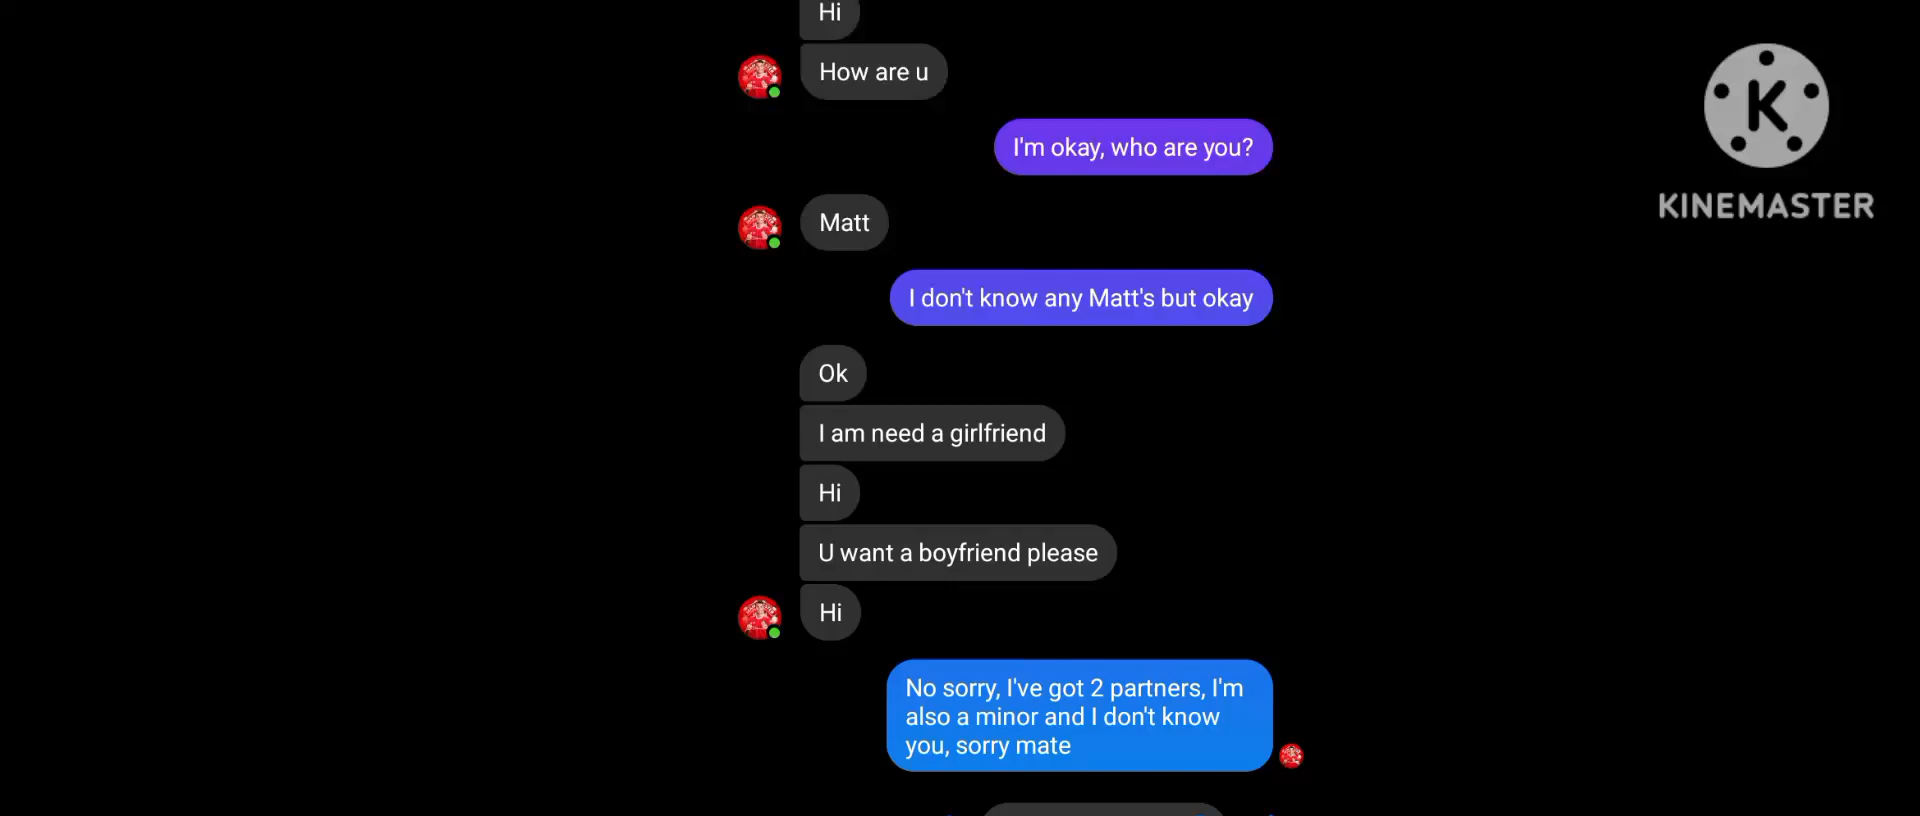 Hi
How are u
I'm okay, who are you?
Matt
I don't know any Matt's but okay
Ok
I am need a girlfriend
Hi
U want a boyfriend please
Hi
No sorry, I've got 2 partners, I'm
also a minor and I don't know
you, sorry mate
K
KINEMASTER